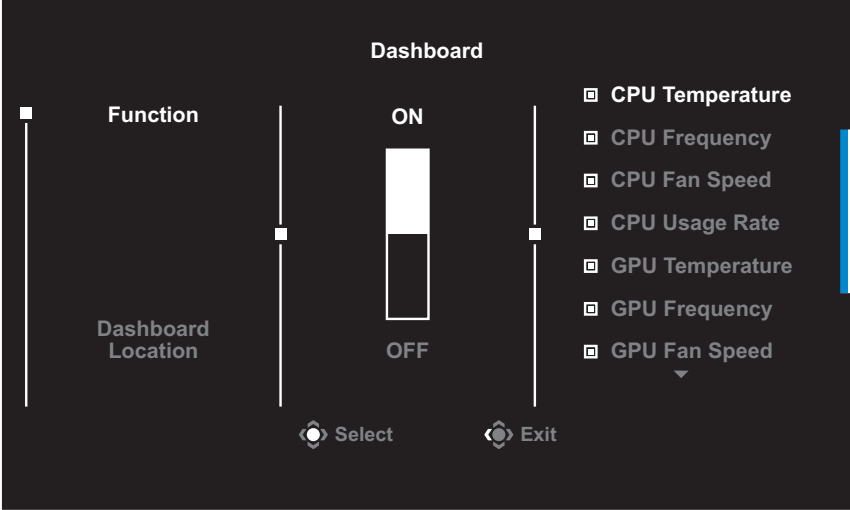 Dashboard
Function
Dashboard
Location
ON
OFF
CPU Temperature
CPU Frequency
CPU Fan Speed
CPU Usage Rate
GPU Temperature
GPU Frequency
GPU Fan Speed
Select
Exit